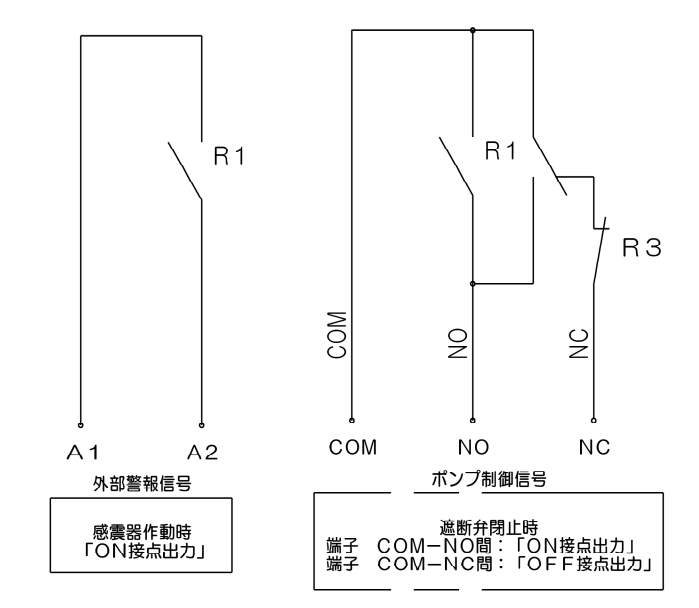 R1
A1
A2
外部警報信号
感震器作動時
「ON接点出力」
R1
R3
COM
NO
NC
COM
NO
NC
ポンプ制御信号
遮断弁閉止時
端子 COM－NO間：「ON接点出力」
端子 COM－NC間：「OFF接点出力」